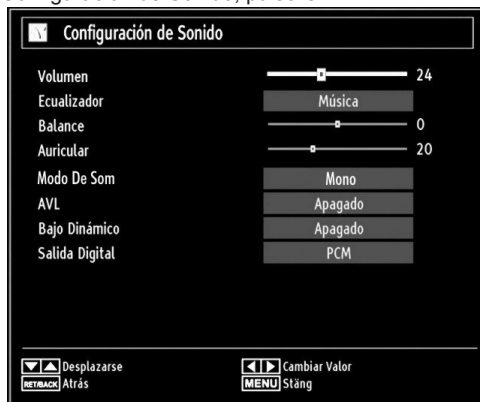 Configuración de Sonido
Volumen 24
Ecualizador Música
Balance 0
Auricular 20
Modo De Som Mono
AVL Apagado
Bajo Dinámico Apagado
Salida Digital PCM
Desplazarse Cambiar Valor
RET/BACK Atrás MENU Stäng